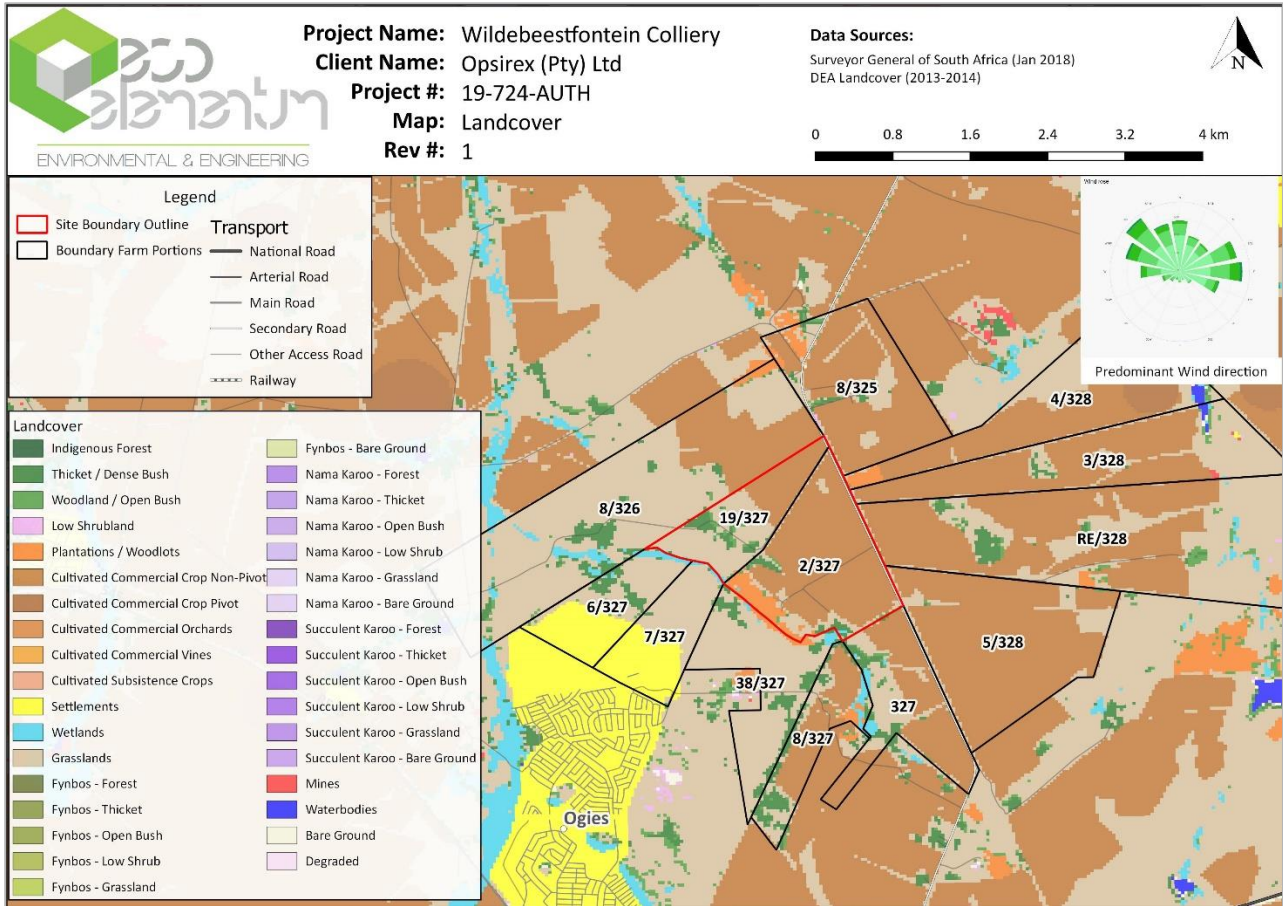 eco elementum
ENVIRONMENTAL & ENGINEERING
Project Name: Wildebeestfontein Colliery
Client Name: Opsirex (Pty) Ltd
Project #: 19-724-AUTH
Map: Landcover
Rev #: 1
Data Sources:
Surveyor General of South Africa (Jan 2018)
DEA Landcover (2013-2014)
N
0 0.8 1.6 2.4 3.2 4 km
Legend
Site Boundary Outline
Boundary Farm Portions
Transport
National Road
Arterial Road
Main Road
Secondary Road
Other Access Road
Railway
Wind rose
Predominant Wind direction
Landcover
Indigenous Forest
Thicket / Dense Bush
Woodland / Open Bush
Low Shrubland
Plantations / Woodlots
Cultivated Commercial Crop Non-Pivot
Cultivated Commercial Crop Pivot
Cultivated Commercial Orchards
Cultivated Commercial Vines
Cultivated Subsistence Crops
Settlements
Wetlands
Grasslands
Fynbos - Forest
Fynbos - Thicket
Fynbos - Open Bush
Fynbos - Low Shrub
Fynbos - Grassland
Fynbos - Bare Ground
Nama Karoo - Forest
Nama Karoo - Thicket
Nama Karoo - Open Bush
Nama Karoo - Low Shrub
Nama Karoo - Grassland
Nama Karoo - Bare Ground
Succulent Karoo - Forest
Succulent Karoo - Thicket
Succulent Karoo - Open Bush
Succulent Karoo - Low Shrub
Succulent Karoo - Grassland
Succulent Karoo - Bare Ground
Mines
Waterbodies
Bare Ground
Degraded
8/325
4/328
3/328
8/326
19/327
RE/328
2/327
6/327
7/327
5/328
38/327
327
8/327
Ogies